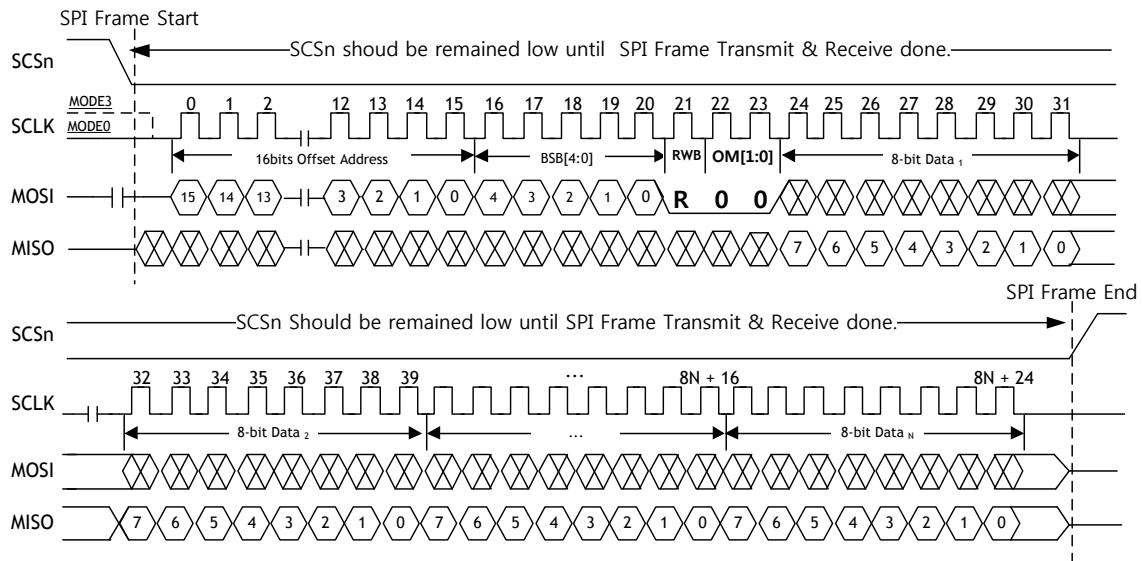 SPI Frame Start
SCSn
SCSn shoud be remained low until SPI Frame Transmit & Receive done.
MODE3
SCLK
MODE0
0 1 2 12 13 14 15 16 17 18 19 20 21 22 23 24 25 26 27 28 29 30 31
16bits Offset Address
BSB[4:0]
RWB
OM[1:0]
8-bit Data 1
MOSI
15 14 13 3 2 1 0 4 3 2 1 0 R 0 0
MISO
7 6 5 4 3 2 1 0
SPI Frame End
SCSn
SCSn Should be remained low until SPI Frame Transmit & Receive done.
32 33 34 35 36 37 38 39 ... 8N + 16 8N + 24
SCLK
8-bit Data 2
...
8-bit Data N
MOSI
MISO
7 6 5 4 3 2 1 0 7 6 5 4 3 2 1 0 7 6 5 4 3 2 1 0